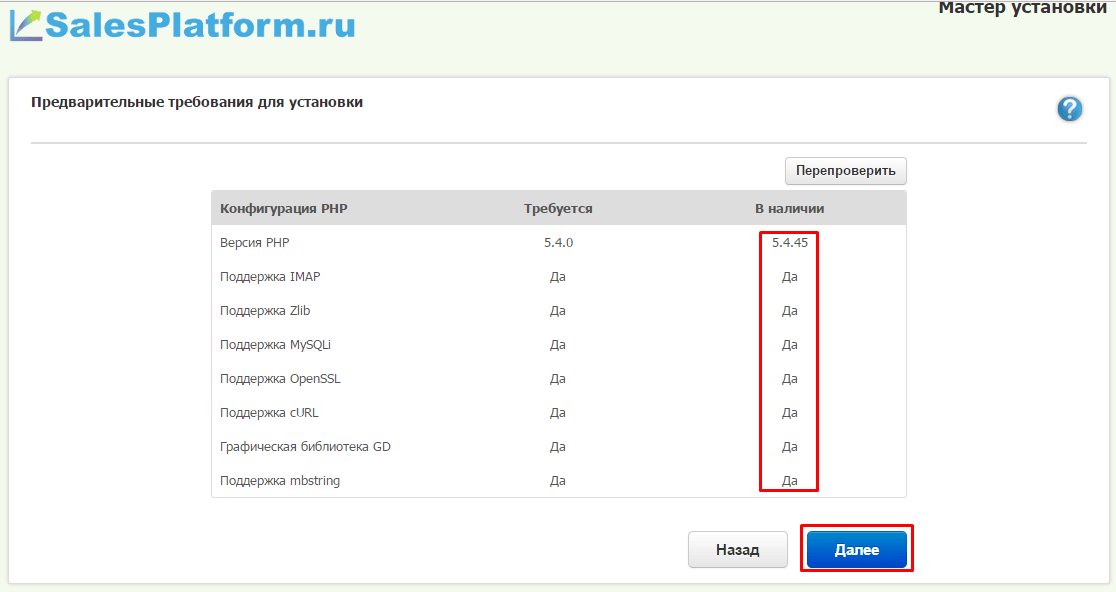 Мастер установки
SalesPlatform.ru
Предварительные требования для установки
?
Перепроверить
Конфигурация PHP Требуется В наличии
Версия PHP 5.4.0 5.4.45
Поддержка IMAP Да Да
Поддержка Zlib Да Да
Поддержка MySQLi Да Да
Поддержка OpenSSL Да Да
Поддержка cURL Да Да
Графическая библиотека GD Да Да
Поддержка mbstring Да Да
Назад Далее